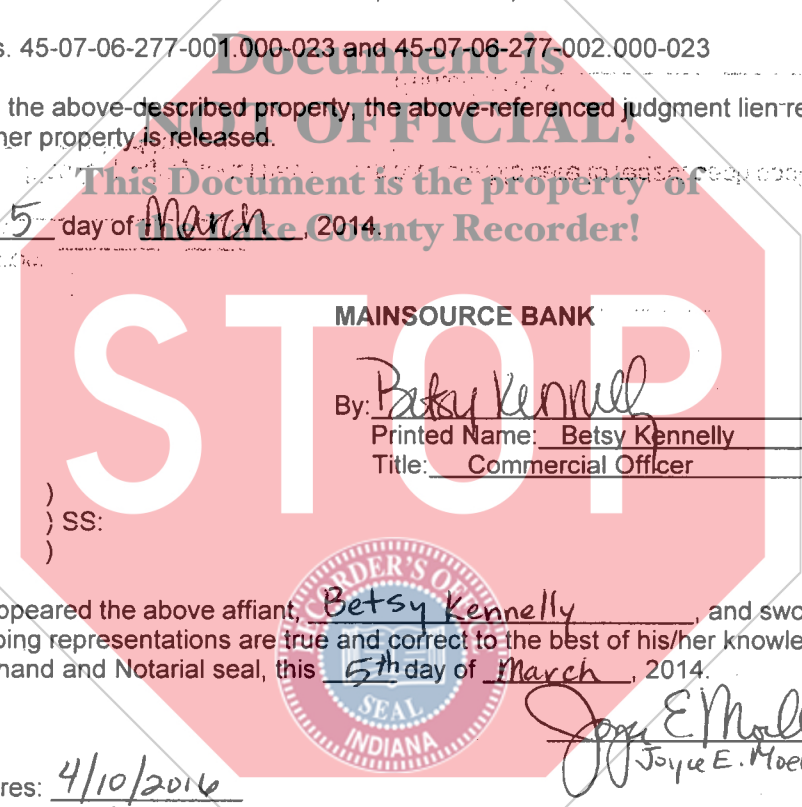 s. 45-07-06-277-001.000-023 and 45-07-06-277-002.000-023
Document is
the above-described property, the above-referenced judgment lien re
NOT OFFICIAL!
her property is released.
This Document is the property of
5 day of March, 2014.
the Lake County Recorder!
STOP
MAINSOURCE BANK
By: Betsy Kennelly
Printed Name: Betsy Kennelly
Title: Commercial Officer
)
) SS:
)
RECORDER'S OF
ppeared the above affiant, Betsy Kennelly, and swo
oing representations are true and correct to the best of his/her knowle
hand and Notarial seal, this 5th day of March, 2014.
SEAL
INDIANA
Joyce E Moell
Joyce E. Moe
res: 4/10/2016